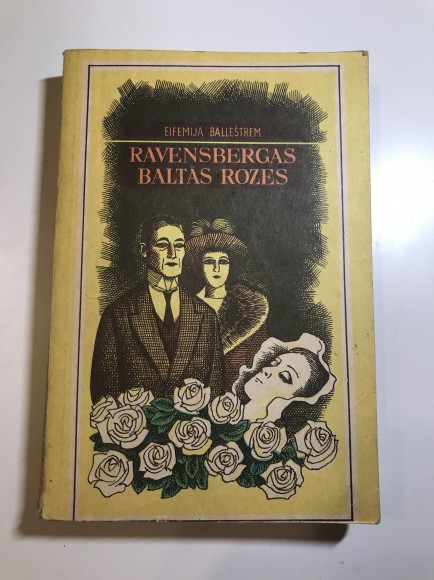 EIFEMIJA BALLEŠTREM
RAVENSBERGAS
BALTĀS ROZES